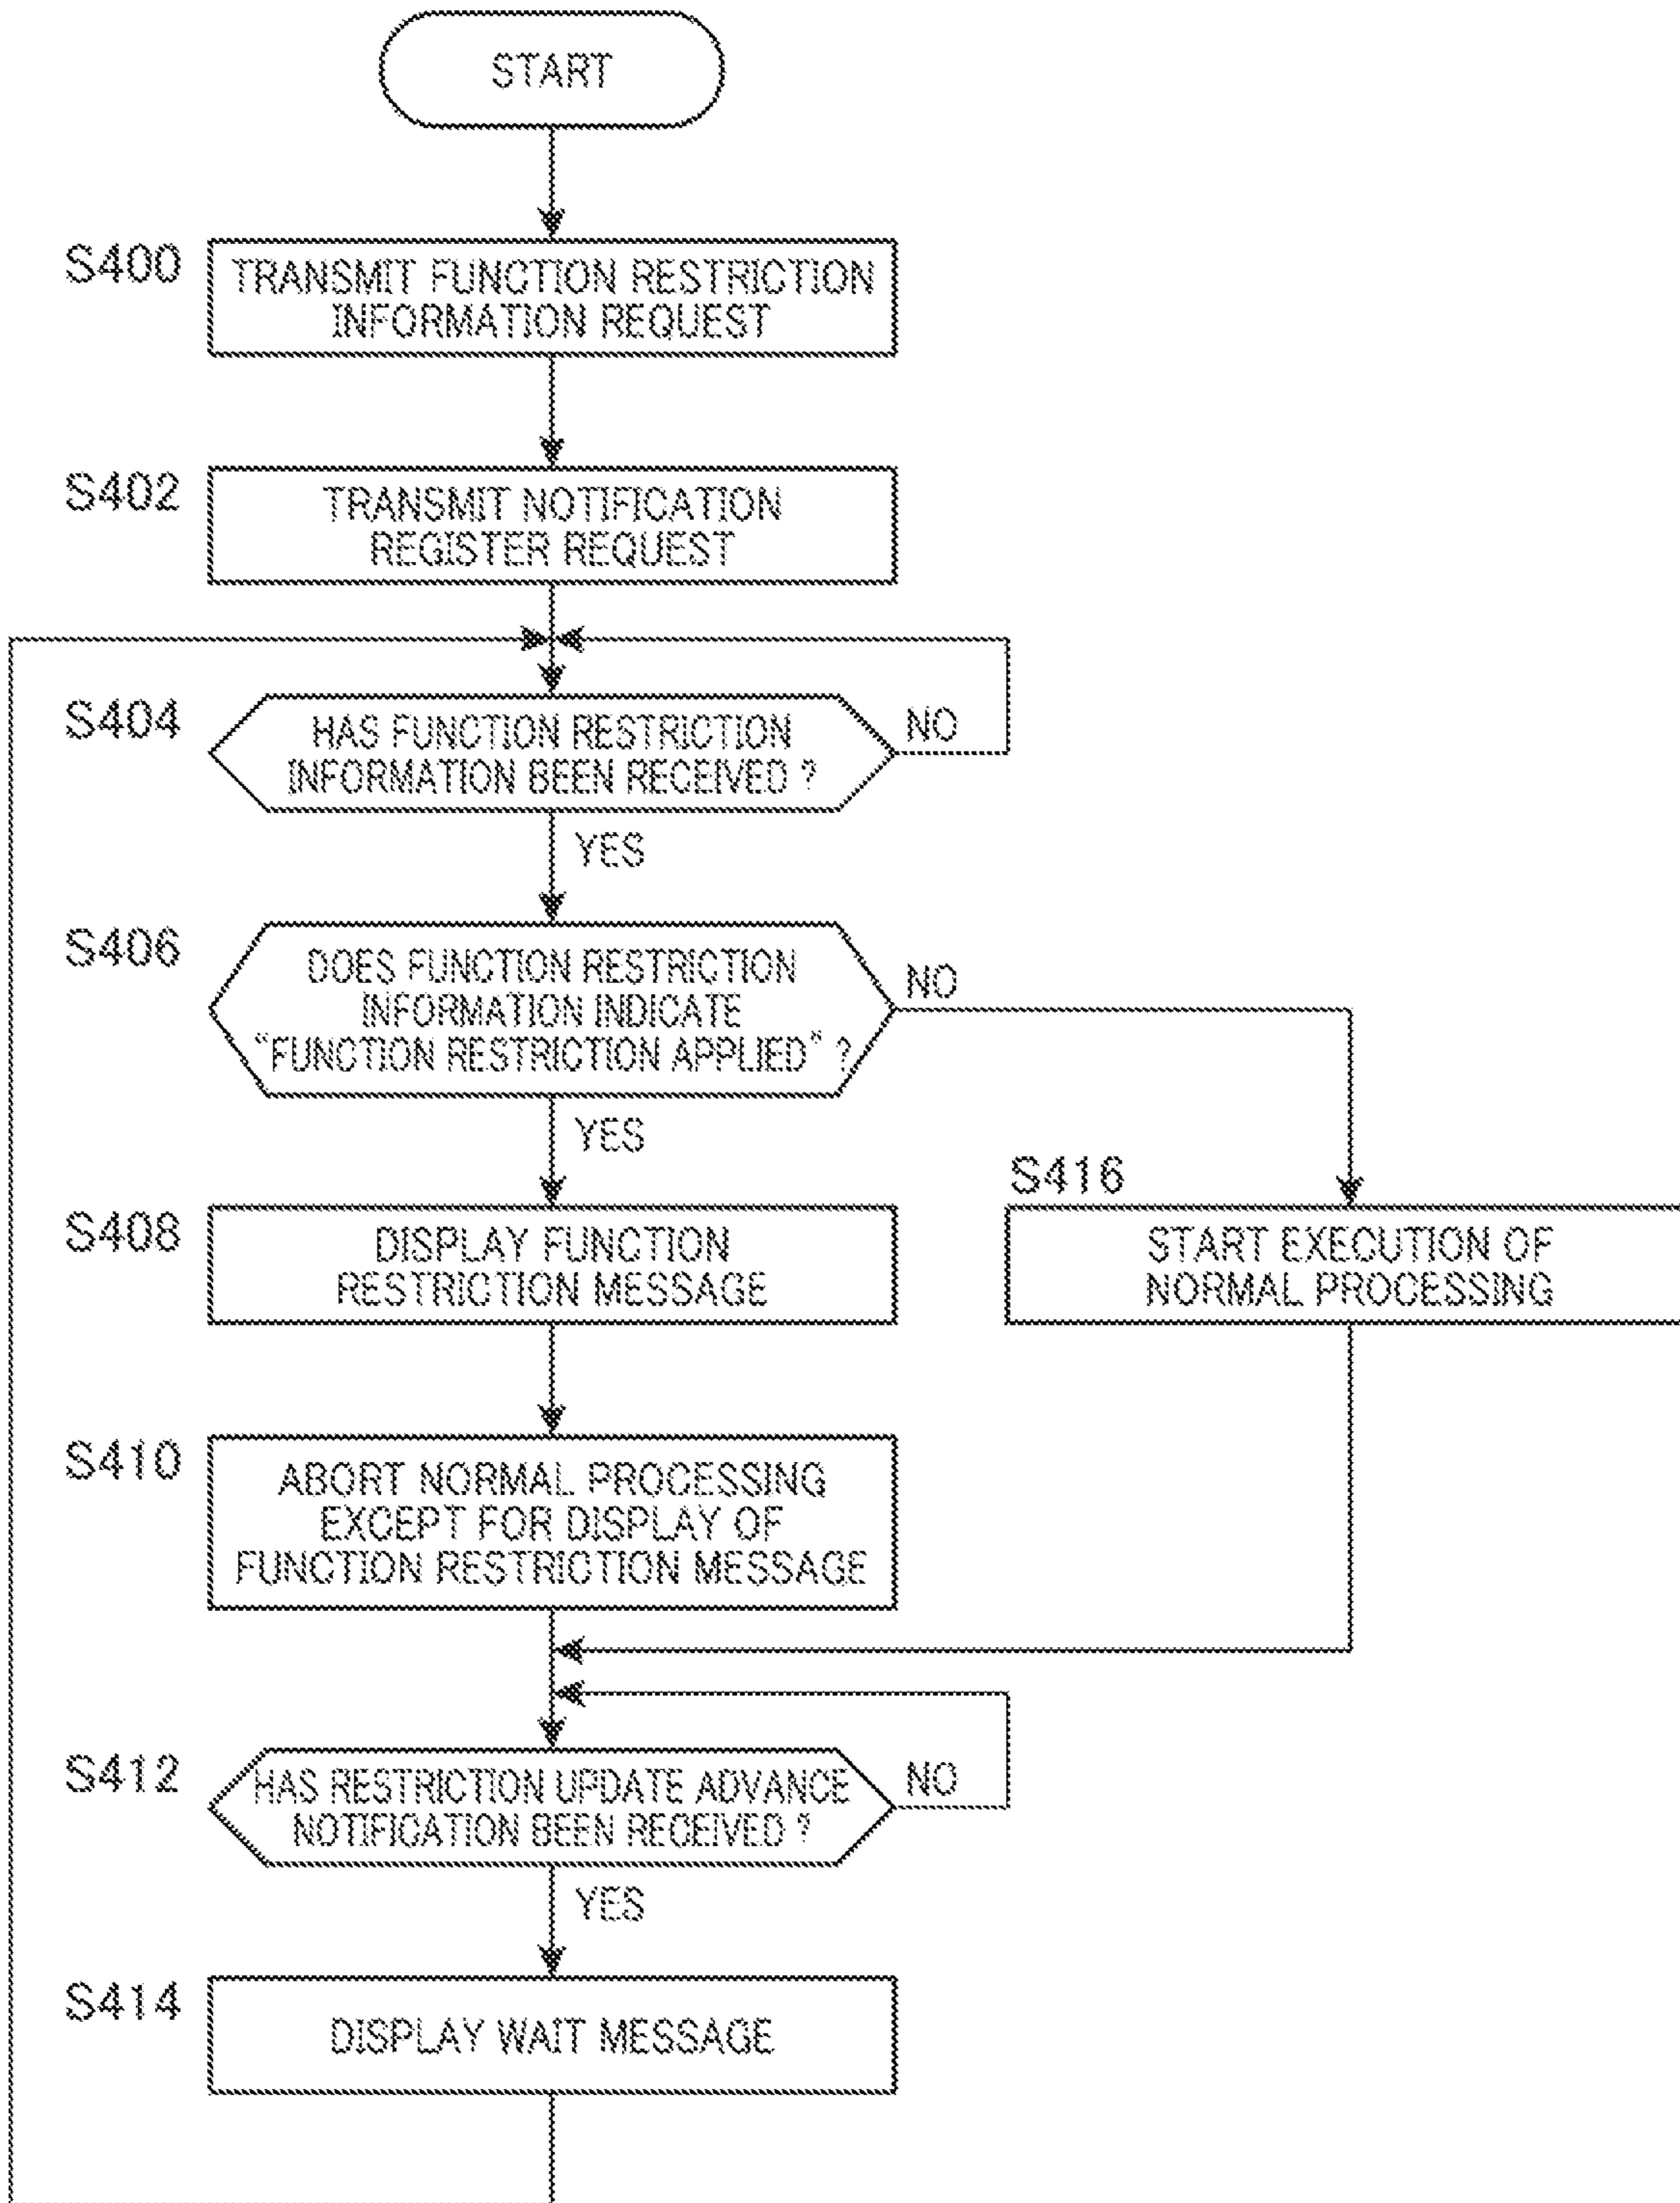 START
S400
TRANSMIT FUNCTION RESTRICTION
INFORMATION REQUEST
S402
TRANSMIT NOTIFICATION
REGISTER REQUEST
S404
HAS FUNCTION RESTRICTION
INFORMATION BEEN RECEIVED ?
NO
YES
S406
DOES FUNCTION RESTRICTION
INFORMATION INDICATE
“FUNCTION RESTRICTION APPLIED” ?
NO
YES
S408
DISPLAY FUNCTION
RESTRICTION MESSAGE
S416
START EXECUTION OF
NORMAL PROCESSING
S410
ABORT NORMAL PROCESSING
EXCEPT FOR DISPLAY OF
FUNCTION RESTRICTION MESSAGE
S412
HAS RESTRICTION UPDATE ADVANCE
NOTIFICATION BEEN RECEIVED ?
NO
YES
S414
DISPLAY WAIT MESSAGE